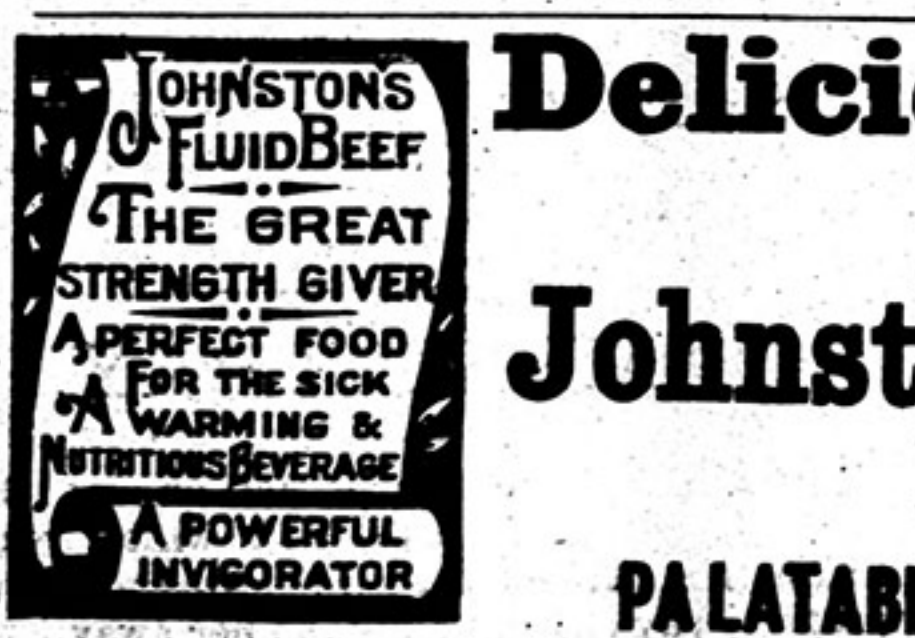 JOHNSTONS
FLUID BEEF
THE GREAT
STRENGTH GIVER
A PERFECT FOOD
FOR THE SICK
A WARMING &
NUTRITIOUS BEVERAGE
A POWERFUL
INVIGORATOR
Delici
Johnst
PALATAB